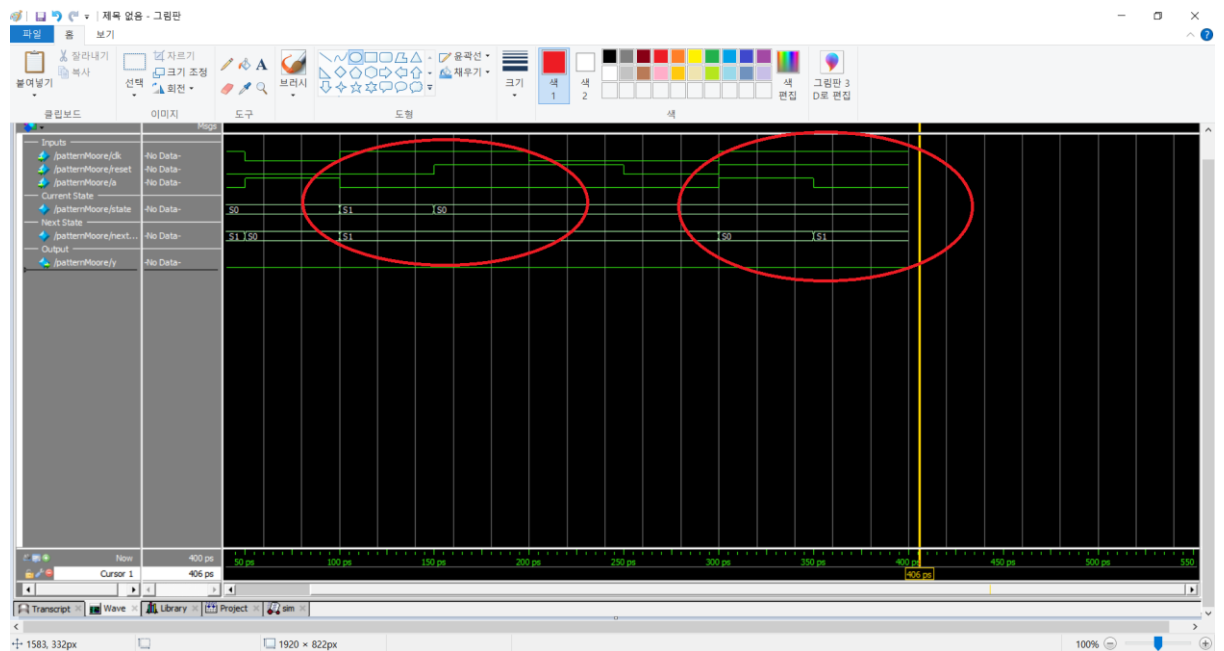 제목 없음 - 그림판
파일 홈 보기
붙여넣기
잘라내기
복사
클립보드
선택
자르기
크기 조정
회전
이미지
A
도구
브러시
윤곽선
채우기
도형
크기
색 1
색 2
색 편집
그림판 3D로 편집
색
Msgs
Inputs
/patternMoore/clk -No Data-
/patternMoore/reset -No Data-
/patternMoore/a -No Data-
Current State
/patternMoore/state -No Data- S0 S1 S0
Next State
/patternMoore/next... -No Data- S1 S0 S1 S0 S1
Output
/patternMoore/y -No Data-
Now 400 ps 50 ps 100 ps 150 ps 200 ps 250 ps 300 ps 350 ps 400 ps 450 ps 500 ps 550
Cursor 1 406 ps 406 ps
Transcript Wave Library Project sim
1583, 332px 1920 × 822px 100%